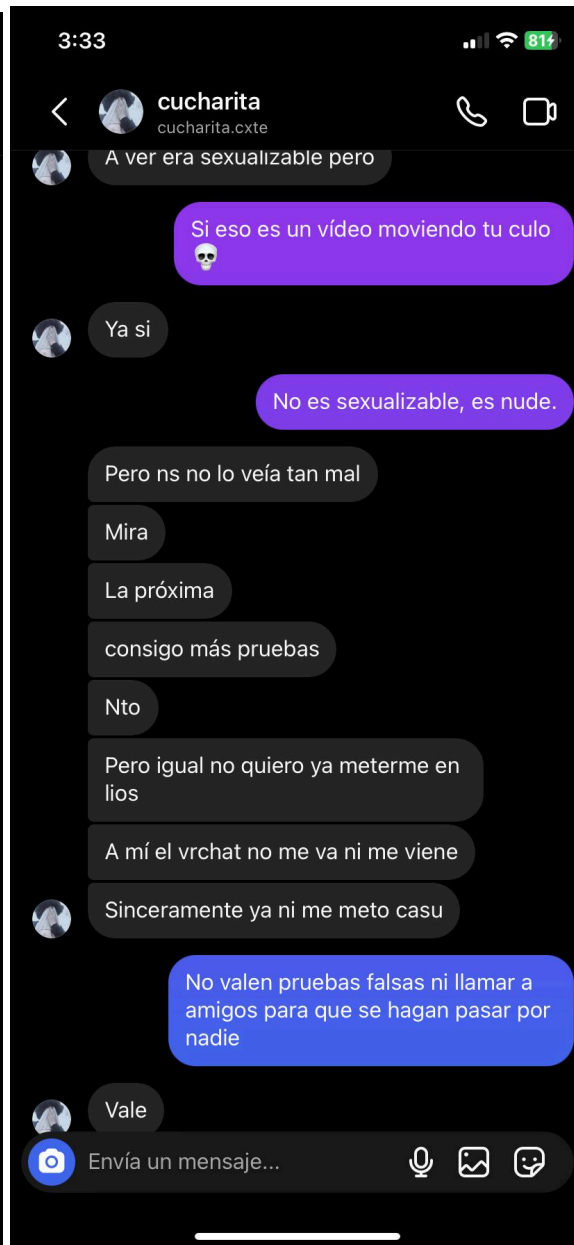 3:33
81
cucharita
cucharita.cxte
A ver era sexualizable pero
Si eso es un vídeo moviendo tu culo
💀
Ya si
No es sexualizable, es nude.
Pero ns no lo veía tan mal
Mira
La próxima
consigo más pruebas
Nto
Pero igual no quiero ya meterme en
lios
A mí el vrchat no me va ni me viene
Sinceramente ya ni me meto casu
No valen pruebas falsas ni llamar a
amigos para que se hagan pasar por
nadie
Vale
Envía un mensaje...